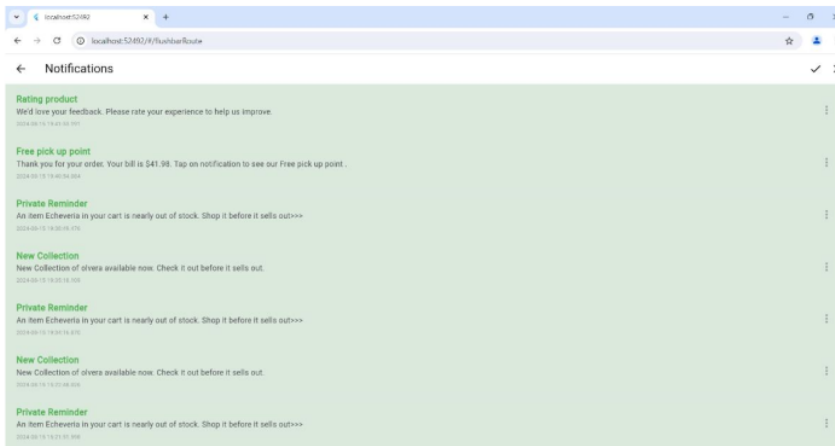 localhost:52492
localhost:52492/#/flushbarRoute
Notifications
Rating product
We'd love your feedback. Please rate your experience to help us improve.
Free pick up point
Thank you for your order. Your bill is $41.98. Tap on notification to see our Free pick up point .
Private Reminder
An item Echeveria in your cart is nearly out of stock. Shop it before it sells out>>>
New Collection
New Collection of olvera available now. Check it out before it sells out.
Private Reminder
An item Echeveria in your cart is nearly out of stock. Shop it before it sells out>>>
New Collection
New Collection of olvera available now. Check it out before it sells out.
Private Reminder
An item Echeveria in your cart is nearly out of stock. Shop it before it sells out>>>